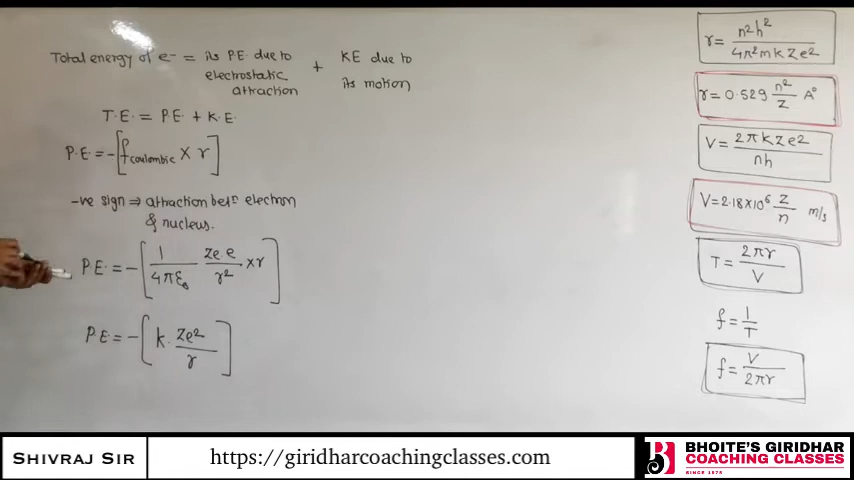 Total energy of e- = its P.E. due to electrostatic attraction + KE due to its motion
T.E. = P.E. + K.E.
P.E. = -[fcoulombic × r]
-ve sign ⇒ attraction betn electron
& nucleus.
P.E. = -[1/4πε₀ ze.e/r² × r]
P.E. = -[k. ze²/r]
r = n²h²/4π²mkze²
r = 0.529 n²/z A°
V = 2πkze²/nh
V = 2.18×10⁶ z/n m/s
T = 2πr/V
f = 1/T
f = V/2πr
SHIVRAJ SIR
https://giridharcoachingclasses.com
BHOITE'S GIRIDHAR
COACHING CLASSES
SINCE 1975